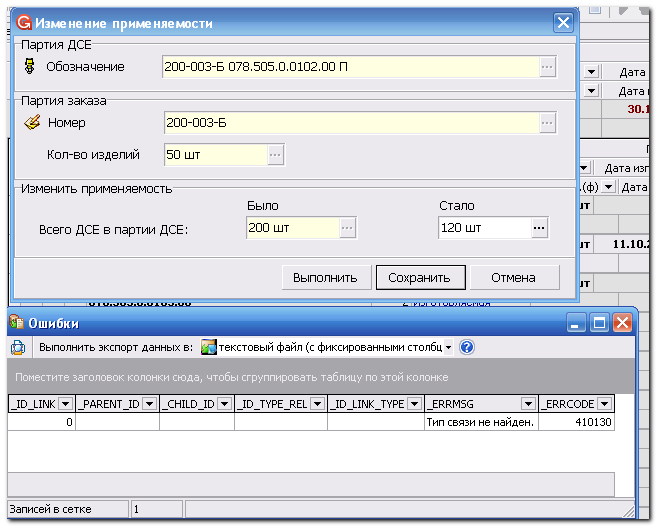 Изменение применяемости
Партия ДСЕ
Обозначение 200-003-Б 078.505.0.0102.00 П ...
Дата
Партия заказа
Дата
Номер 200-003-Б ...
30.1
Кол-во изделий 50 шт ...
Дата изг
Изменить применяемость
.(ф) Дата
Было Стало
шт
Всего ДСЕ в партии ДСЕ: 200 шт ... 120 шт ...
шт 11.10.2
Выполнить Сохранить Отмена
шт
Ошибки
Выполнить экспорт данных в: текстовый файл (с фиксированными столбц
Поместите заголовок колонки сюда, чтобы сгруппировать таблицу по этой колонке
_ID_LINK _PARENT_ID _CHILD_ID _ID_TYPE_REL _ID_LINK_TYPE _ERRMSG _ERRCODE
0 Тип связи не найден. 410130
Записей в сетке 1